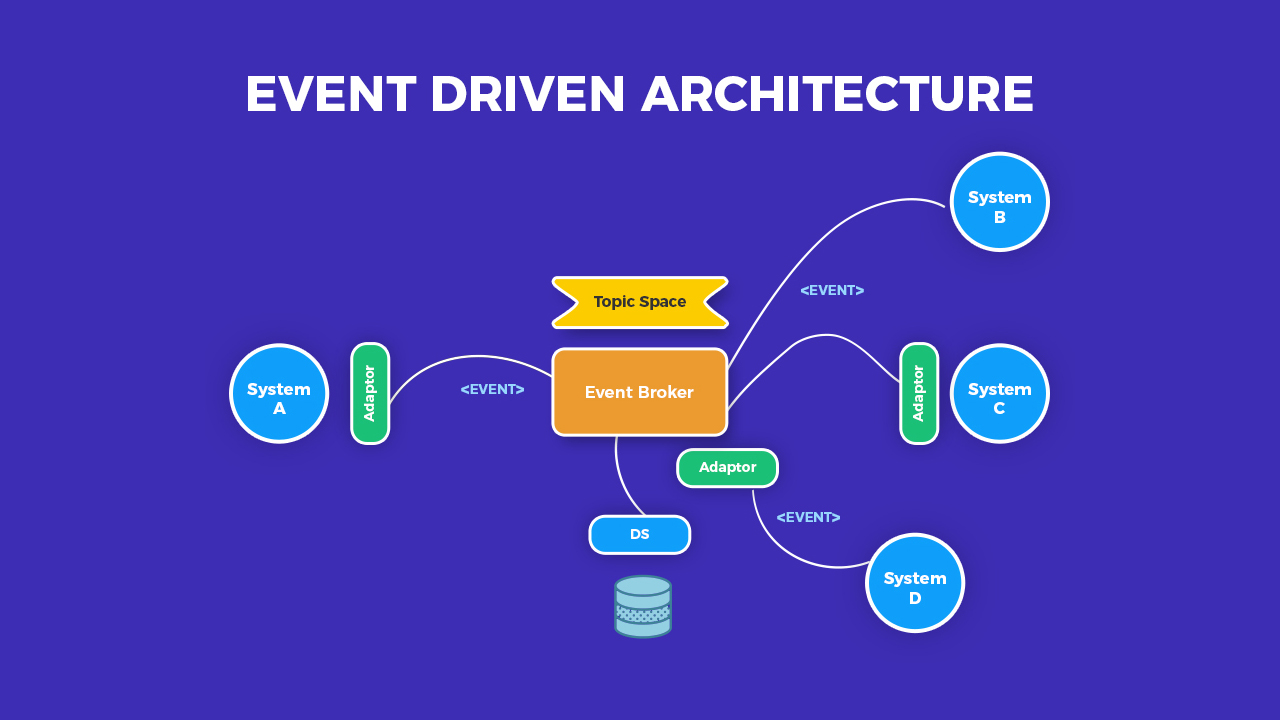 EVENT DRIVEN ARCHITECTURE
System
B
<EVENT>
Topic Space
System
A
Adaptor
<EVENT>
Event Broker
Adaptor
System
C
Adaptor
<EVENT>
DS
System
D